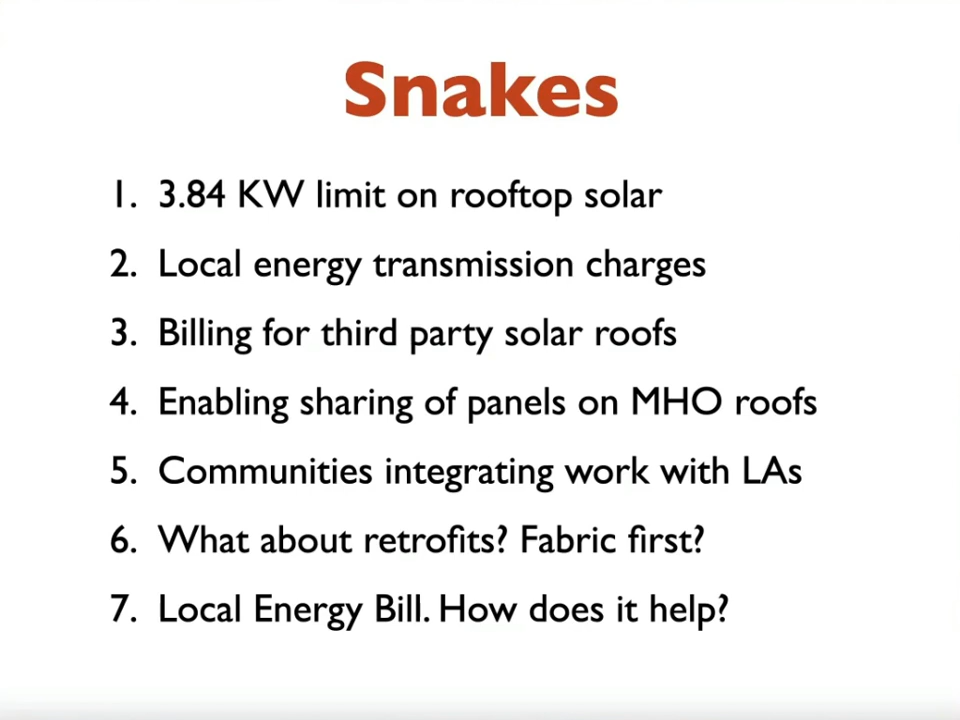 Snakes
1. 3.84 KW limit on rooftop solar
2. Local energy transmission charges
3. Billing for third party solar roofs
4. Enabling sharing of panels on MHO roofs
5. Communities integrating work with LAs
6. What about retrofits? Fabric first?
7. Local Energy Bill. How does it help?